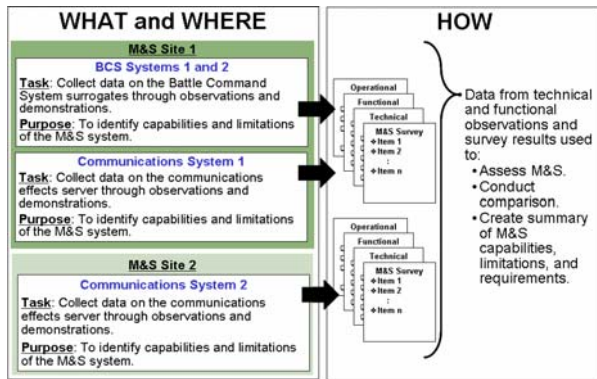 WHAT and WHERE
M&S Site 1
BCS Systems 1 and 2
Task: Collect data on the Battle Command
System surrogates through observations and
demonstrations.
Purpose: To identify capabilities and limitations
of the M&S system.
Communications System 1
Task: Collect data on the communications
effects server through observations and
demonstrations.
Purpose: To identify capabilities and limitations
of the M&S system.
M&S Site 2
Communications System 2
Task: Collect data on the communications
effects server through observations and
demonstrations.
Purpose: To identify capabilities and limitations
of the M&S system.
HOW
Operational
Functional
Technical
M&S Survey
❖Item 1
❖Item 2
:
❖Item n
Operational
Functional
Technical
M&S Survey
❖Item 1
❖Item 2
:
❖Item n
Data from technical
and functional
observations and
survey results used
to:
•Assess M&S.
•Conduct
comparison.
•Create summary
of M&S
capabilities,
limitations, and
requirements.